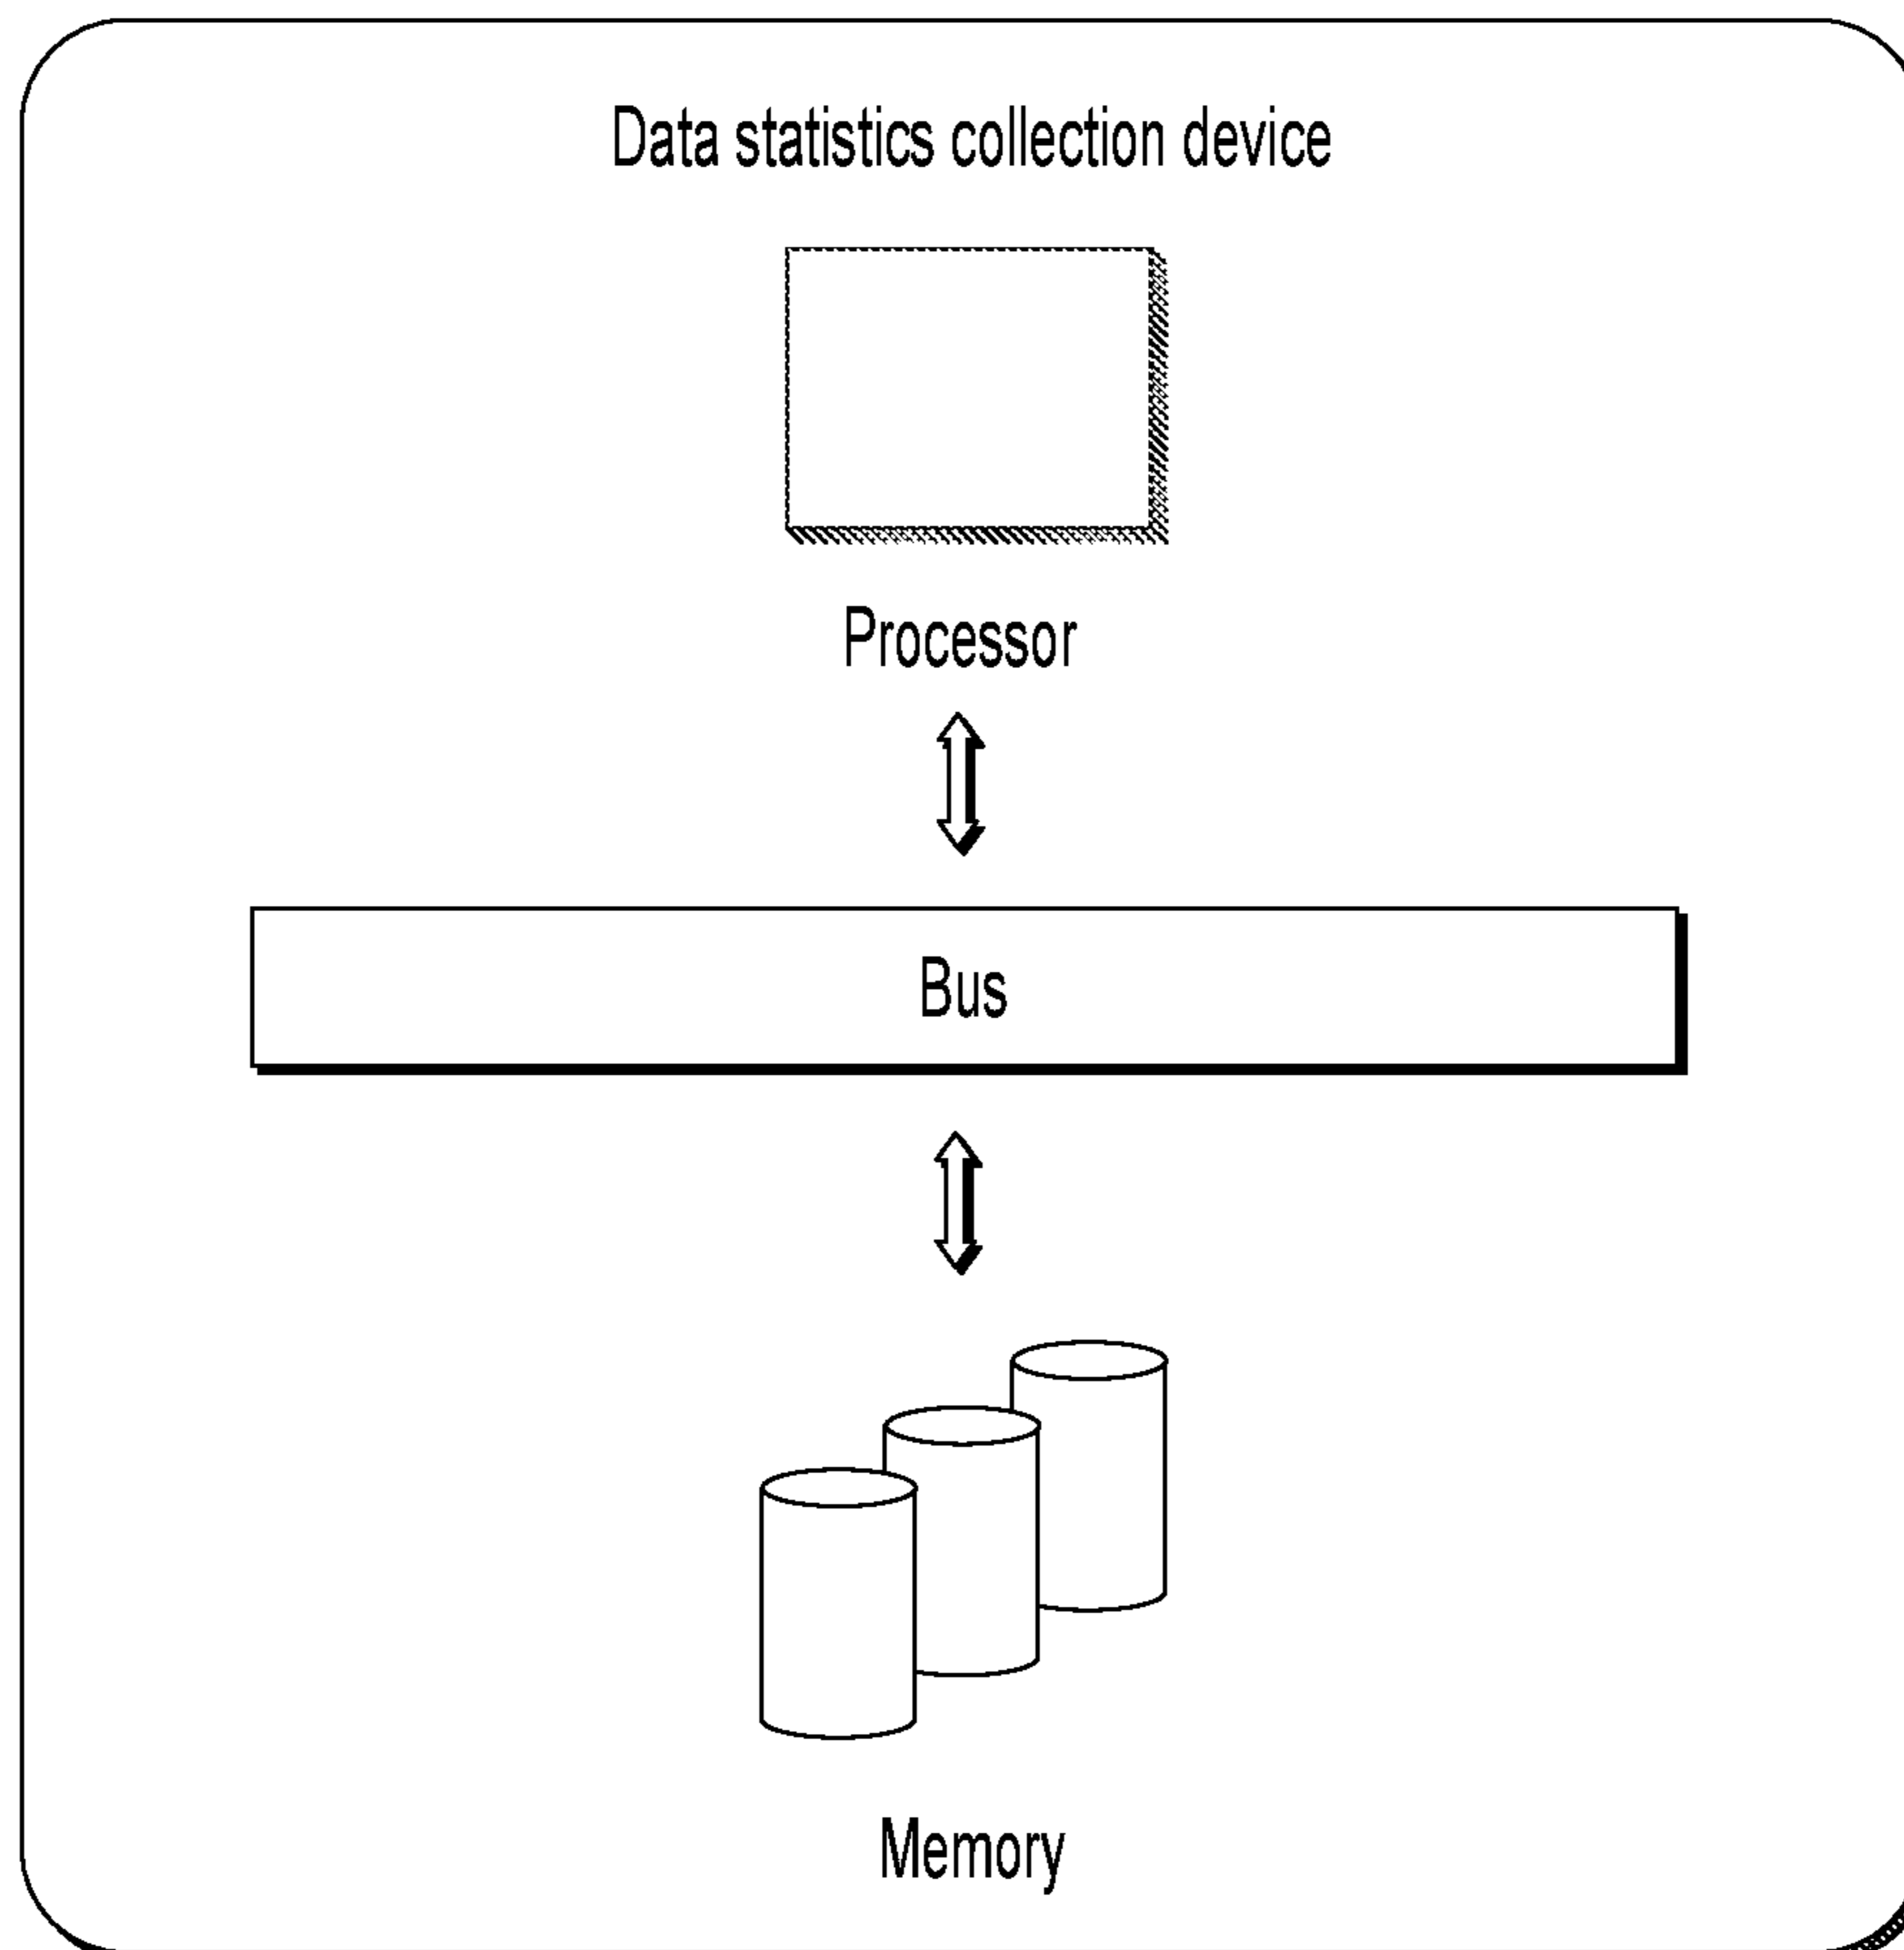 Data statistics collection device
Processor
Bus
Memory